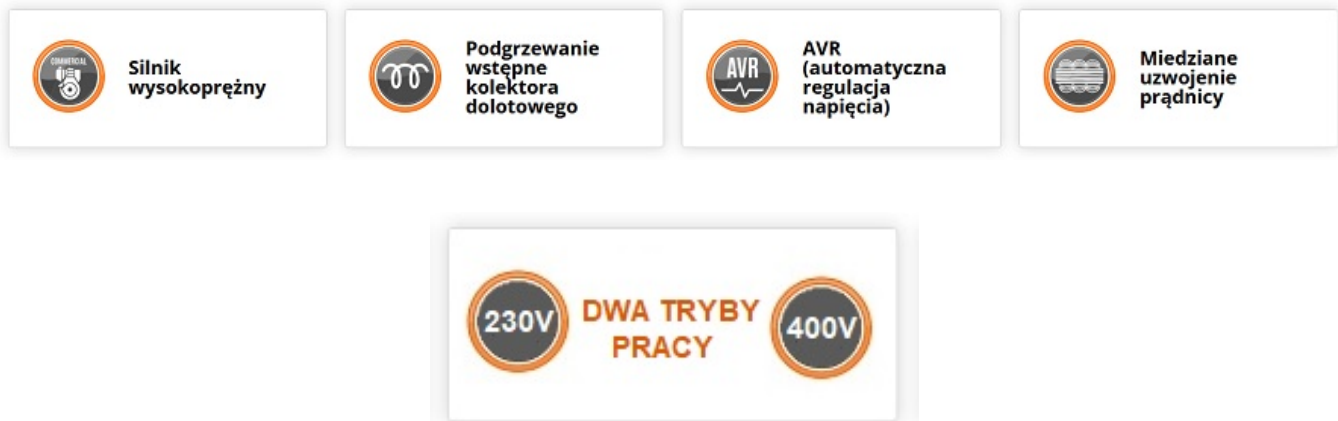 COMMERCIAL
Silnik
wysokoprężny
Podgrzewanie
wstępne
kolektora
dolotowego
AVR
AVR
(automatyczna
regulacja
napięcia)
Miedziane
uzwojenie
prądnicy
230V
DWA TRYBY
PRACY
400V